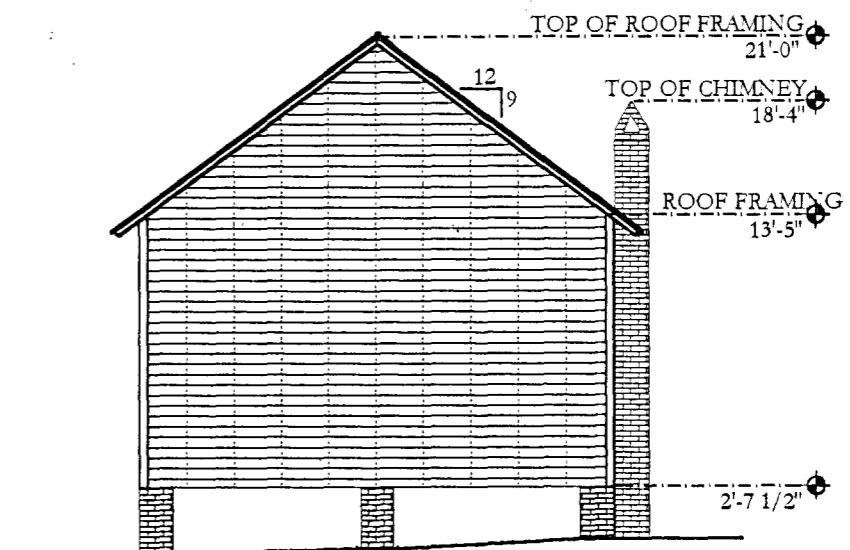 TOP OF ROOF FRAMING
21'-0"
12
9
TOP OF CHIMNEY
18'-4"
ROOF FRAMING
13'-5"
2'-7 1/2"